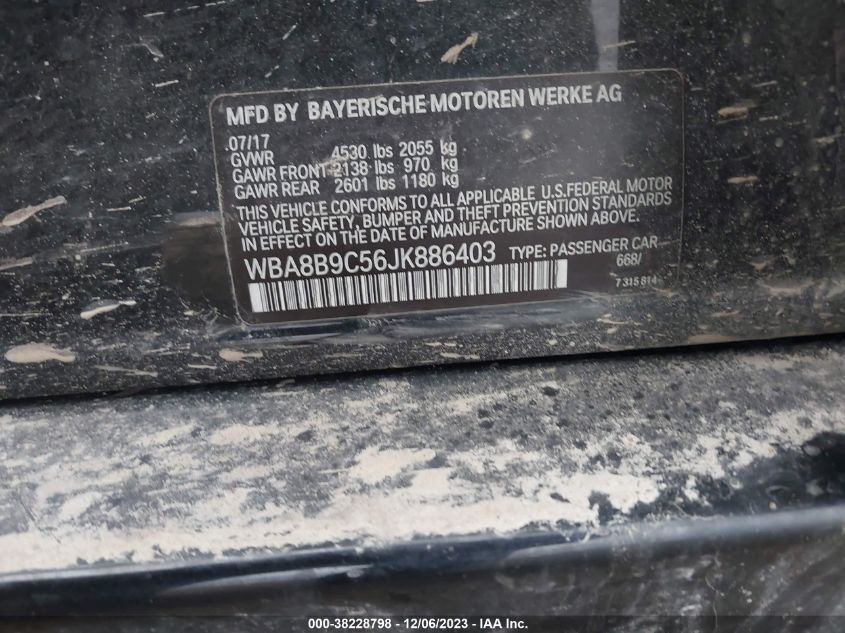 MFD BY BAYERISCHE MOTOREN WERKE AG
07/17
GVWR 4530 lbs 2055 kg
GAWR FRONT 2138 lbs 970 kg
GAWR REAR 2601 lbs 1180 kg
THIS VEHICLE CONFORMS TO ALL APPLICABLE U.S.FEDERAL MOTOR
VEHICLE SAFETY, BUMPER AND THEFT PREVENTION STANDARDS
IN EFFECT ON THE DATE OF MANUFACTURE SHOWN ABOVE.
WBA8B9C56JK886403 TYPE: PASSENGER CAR
668/
7 315 814
000-38228798 - 12/06/2023 - IAA Inc.